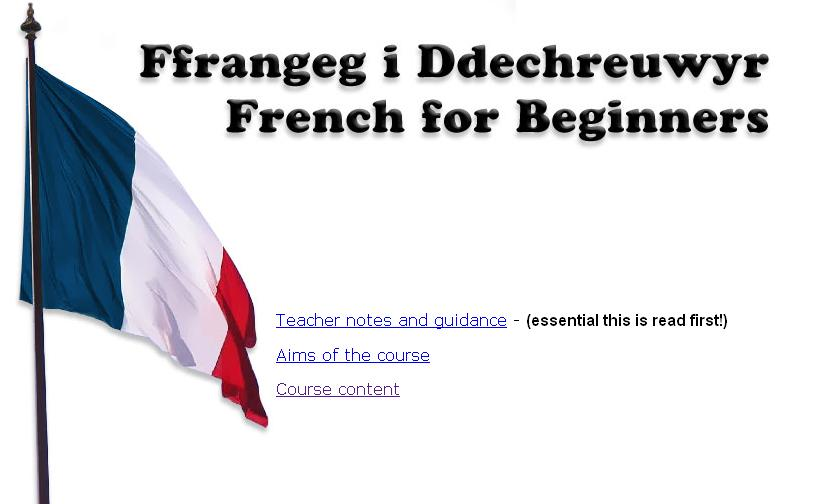 Ffrangeg i Ddechreuwyr
French for Beginners
Teacher notes and guidance - (essential this is read first!)
Aims of the course
Course content